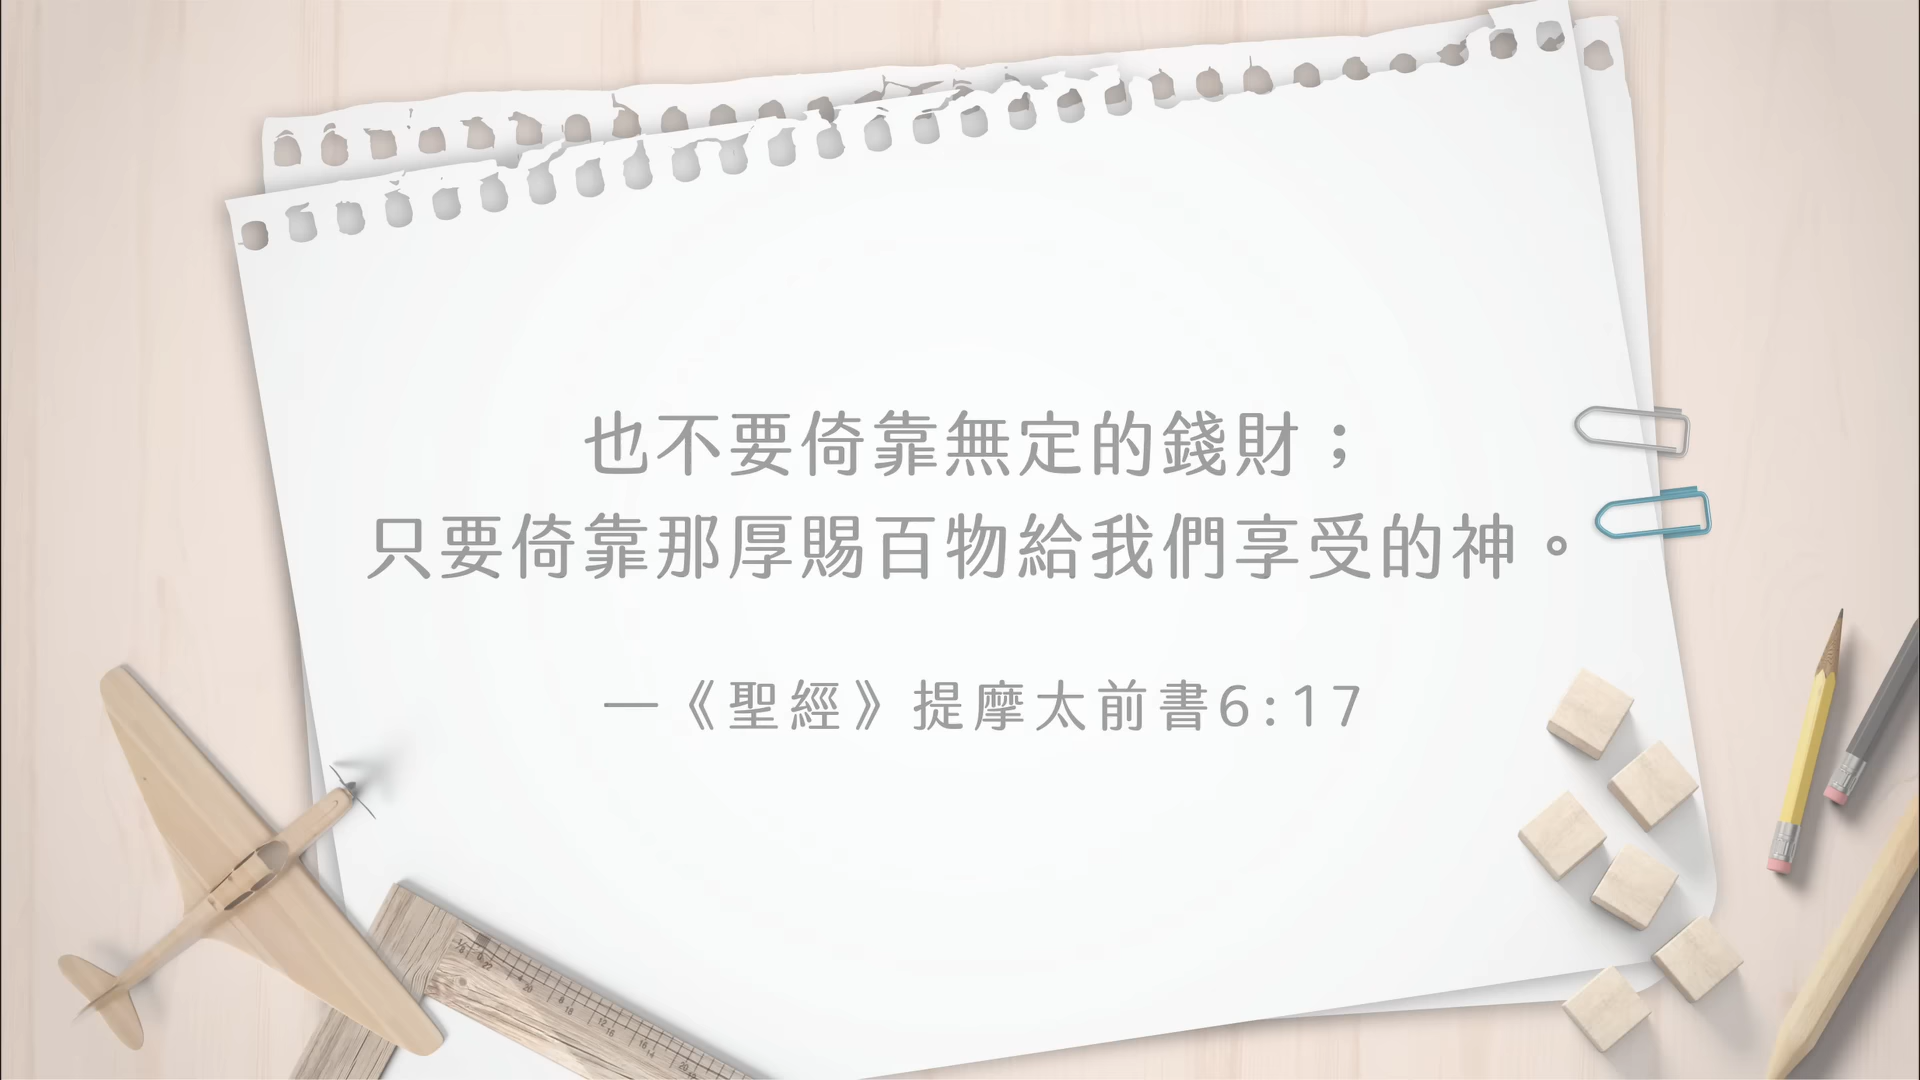 也不要倚靠無定的錢財；
只要倚靠那厚賜百物給我們享受的神。
—《聖經》提摩太前書6:17